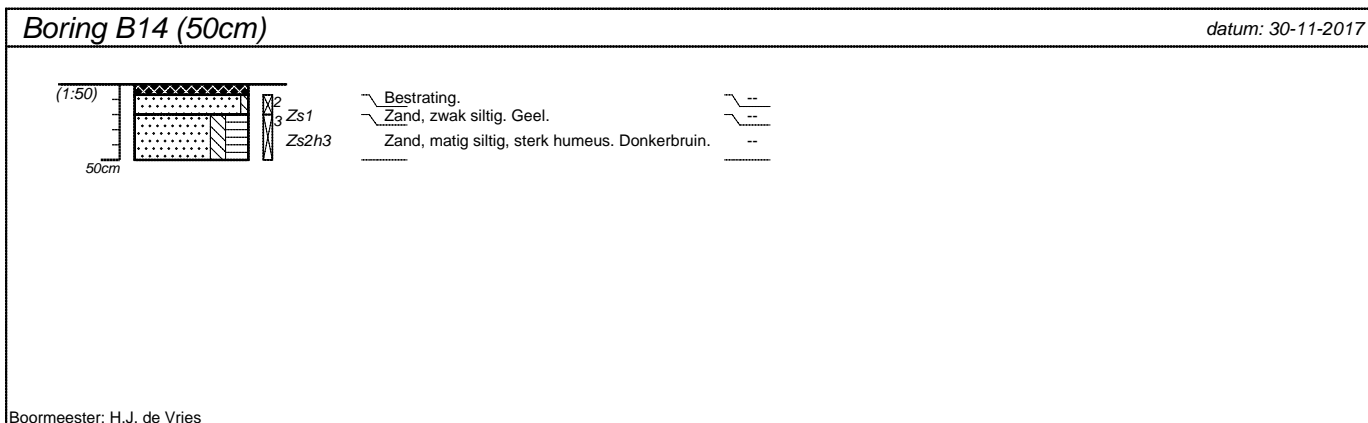 Boring B14 (50cm) datum: 30-11-2017
(1:50) 2 Bestrating. --
3 Zs1 Zand, zwak siltig. Geel. --
Zs2h3 Zand, matig siltig, sterk humeus. Donkerbruin. --
50cm
Boormeester: H.J. de Vries